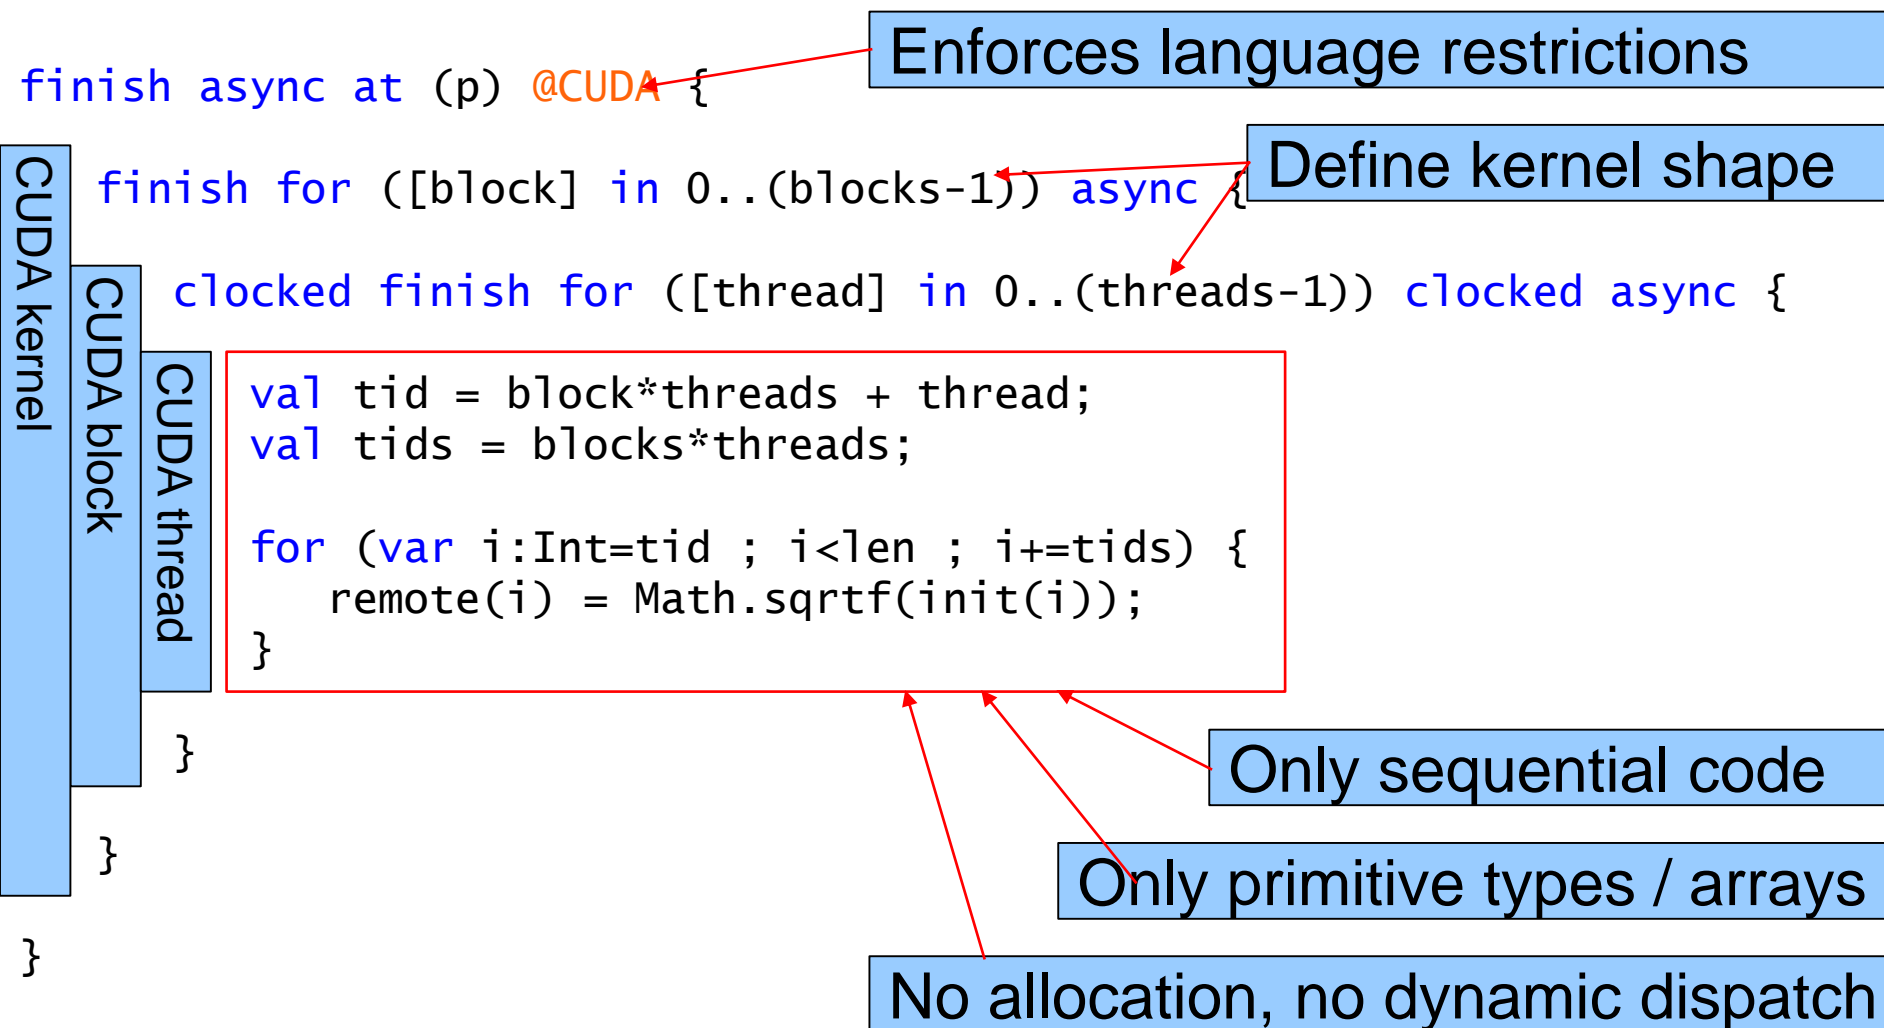 Enforces language restrictions
finish async at (p) @CUDA {
Define kernel shape
finish for ([block] in 0..(blocks-1)) async {
clocked finish for ([thread] in 0..(threads-1)) clocked async {
CUDA kernel
CUDA block
CUDA thread
val tid = block*threads + thread;
val tids = blocks*threads;
for (var i:Int=tid ; i<len ; i+=tids) {
remote(i) = Math.sqrtf(init(i));
}
}
Only sequential code
}
Only primitive types / arrays
}
No allocation, no dynamic dispatch